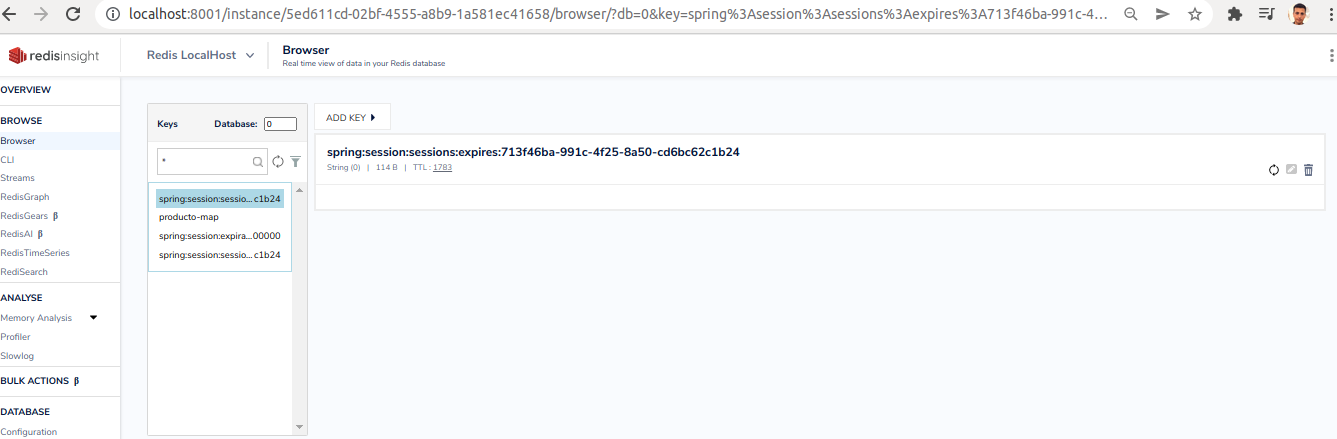 localhost:8001/instance/5ed611cd-02bf-4555-a8b9-1a581ec41658/browser/?db=0&key=spring%3Asession%3Asessions%3Aexpires%3A713f46ba-991c-4...
redisinsight
Redis LocalHost
Browser
Real time view of data in your Redis database
OVERVIEW
BROWSE
Browser
CLI
Streams
RedisGraph
RedisGears β
RedisAI β
RedisTimeSeries
RediSearch
ANALYSE
Memory Analysis
Profiler
Slowlog
BULK ACTIONS β
DATABASE
Configuration
Keys Database: 0
*
spring:session:sessio...c1b24
producto-map
spring:session:expira...00000
spring:session:sessio...c1b24
ADD KEY
spring:session:sessions:expires:713f46ba-991c-4f25-8a50-cd6bc62c1b24
String (0) | 114 B | TTL : 1783